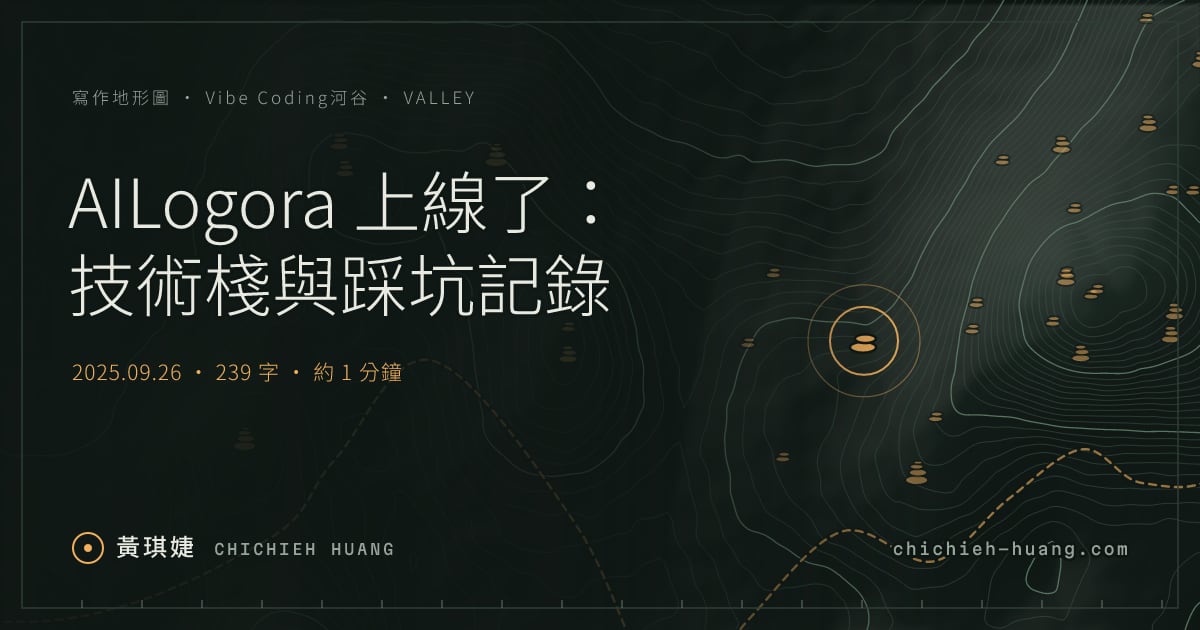 寫作地形圖 · Vibe Coding河谷 · VALLEY
AILogora 上線了：
技術棧與踩坑記錄
2025.09.26 · 239 字 · 約 1 分鐘
黃琪婕 CHICHIEH HUANG
chichieh-huang.com